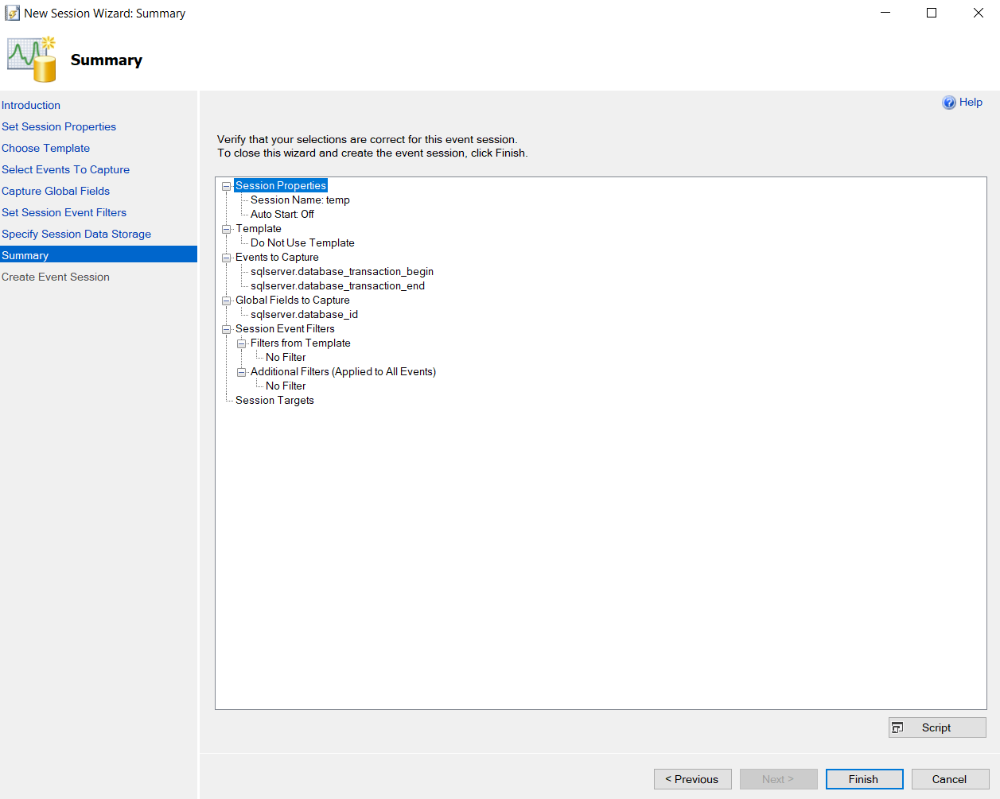 New Session Wizard: Summary
Summary
Introduction
Set Session Properties
Choose Template
Select Events To Capture
Capture Global Fields
Set Session Event Filters
Specify Session Data Storage
Summary
Create Event Session
Help
Verify that your selections are correct for this event session.
To close this wizard and create the event session, click Finish.
Session Properties
Session Name: temp
Auto Start: Off
Template
Do Not Use Template
Events to Capture
sqlserver.database_transaction_begin
sqlserver.database_transaction_end
Global Fields to Capture
sqlserver.database_id
Session Event Filters
Filters from Template
No Filter
Additional Filters (Applied to All Events)
No Filter
Session Targets
Script
< Previous
Next >
Finish
Cancel